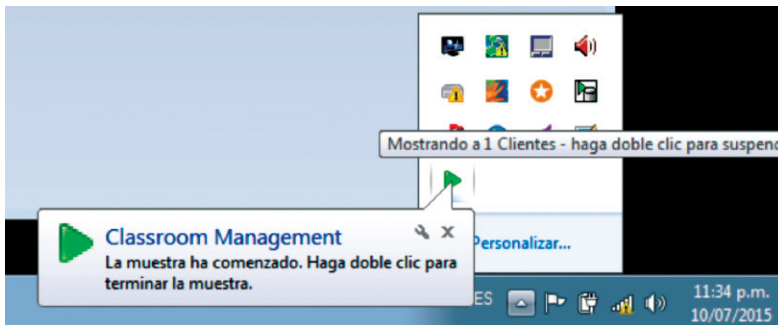 Mostrando a 1 Clientes - haga doble clic para suspend
Classroom Management
La muestra ha comenzado. Haga doble clic para
terminar la muestra.
Personalizar...
ES
11:34 p.m.
10/07/2015